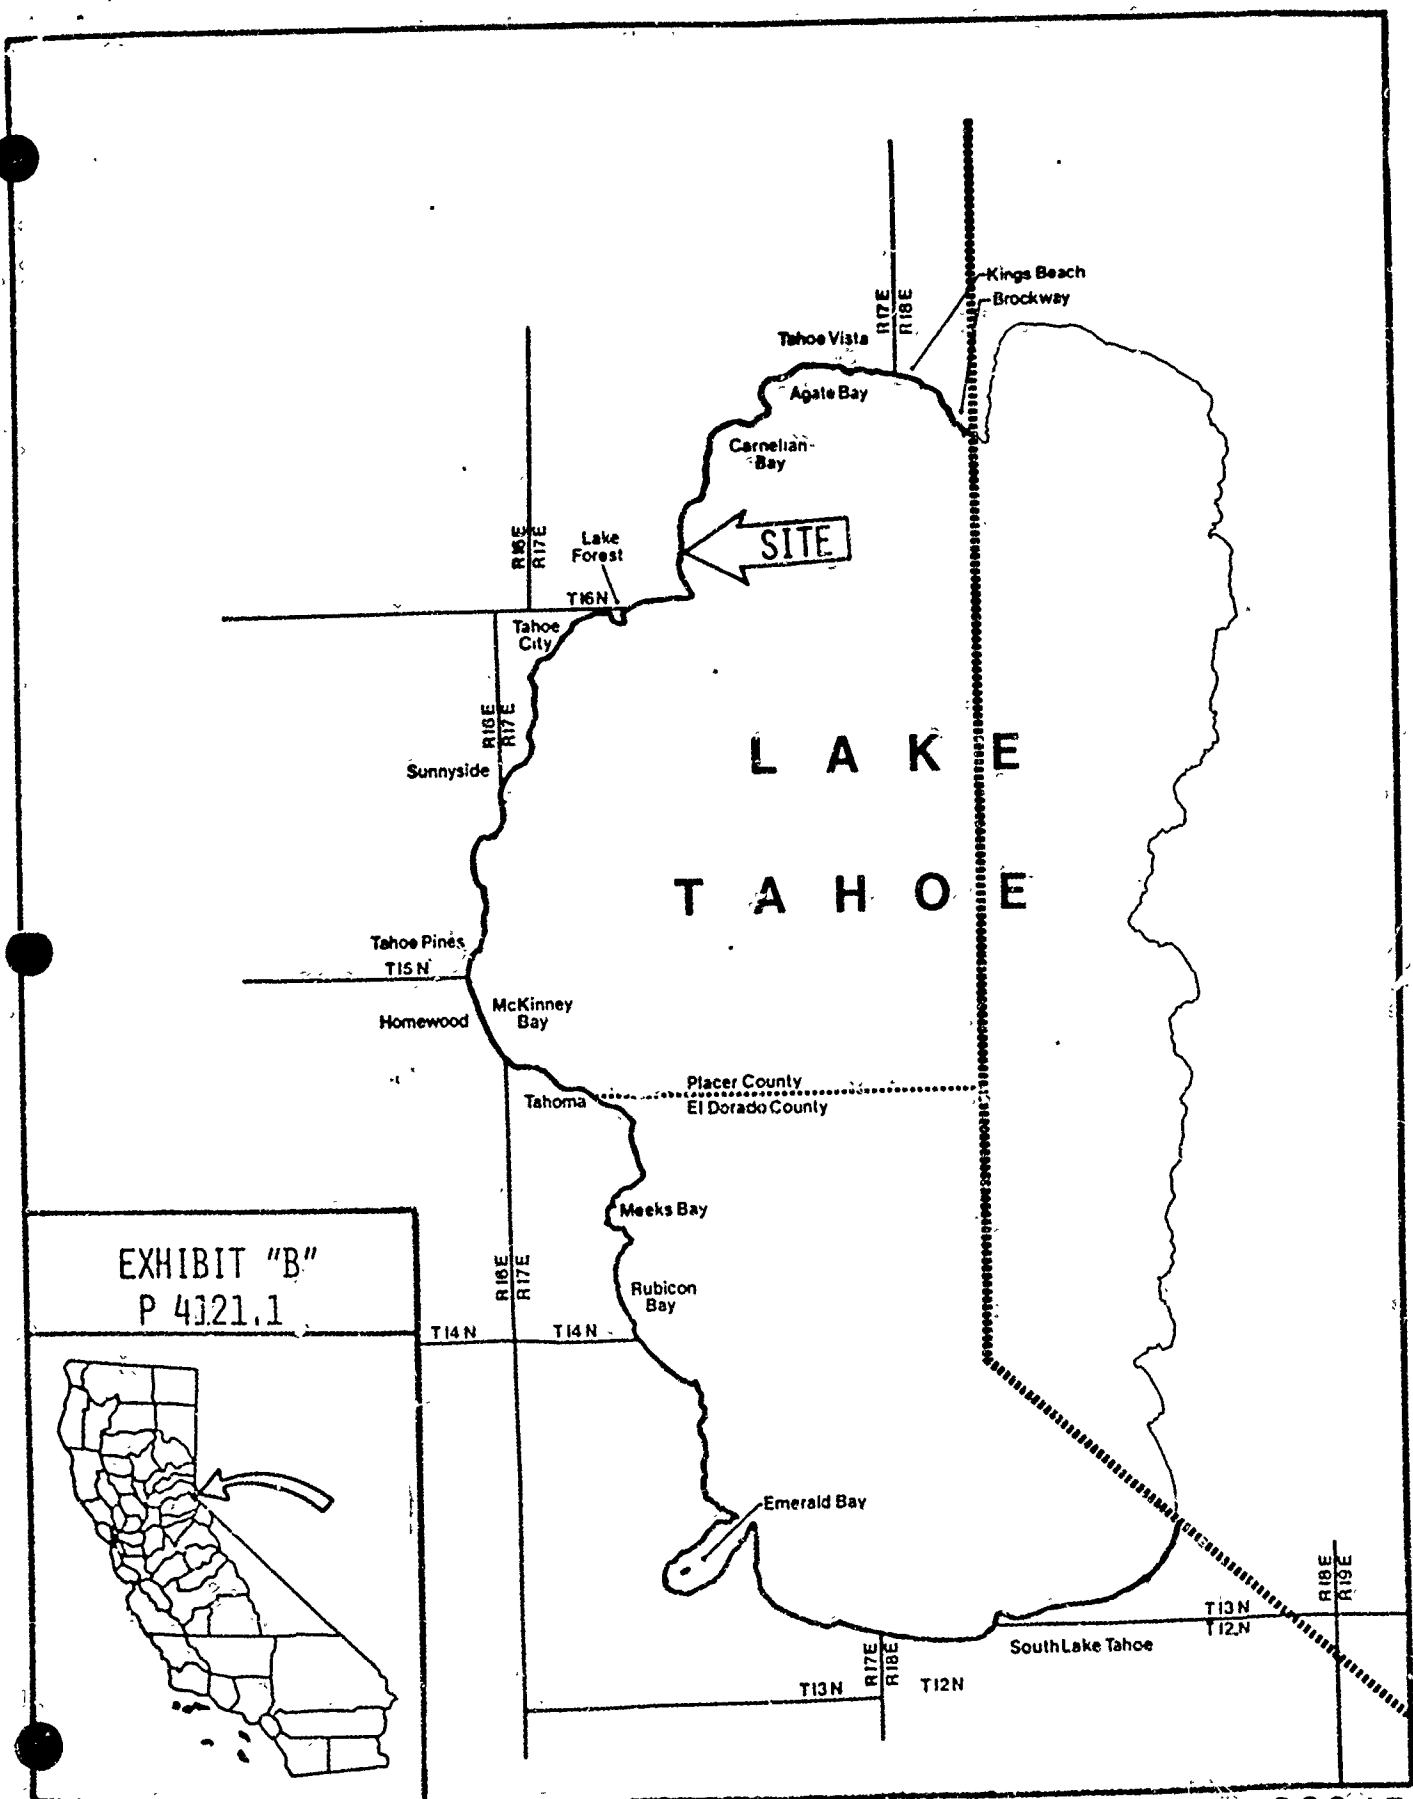 Kings Beach
Brockway
R17E
R18E
Tahoe Vista
Agate Bay
Carnelian
Bay
SITE
R16E
R17E
Lake
Forest
T16N
Tahoe
City
R16E
R17E
Sunnyside
LAKE
TAHOE
Tahoe Pines
T15N
McKinney
Bay
Homewood
Placer County
El Dorado County
Tahoma
Meeks Bay
R16E
R17E
Rubicon
Bay
T14N
T14N
EXHIBIT "B"
P 4121.1
Emerald Bay
R18E
R19E
T13N
T12N
South Lake Tahoe
R17E
R18E
T12N
T13N